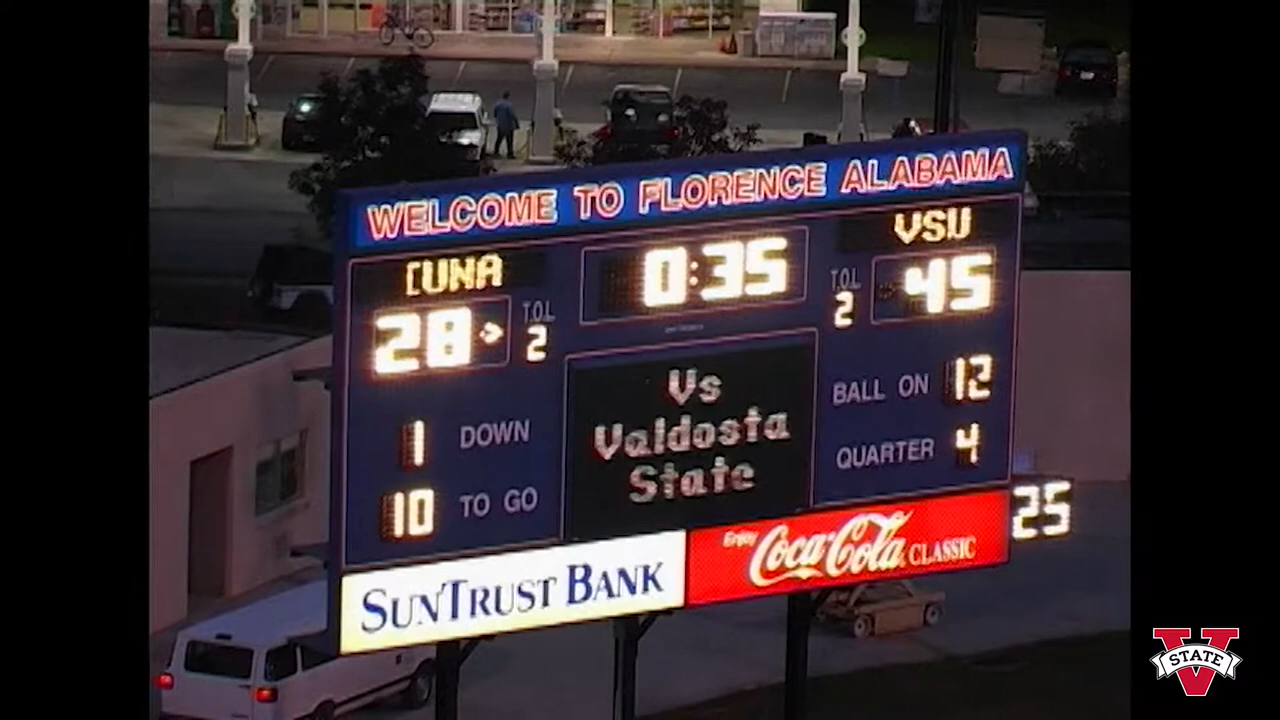 WELCOME TO FLORENCE ALABAMA
CUNA
0:35
VSU
28 >
T.O.L
2
T.O.L
2
45
Vs
Valdosta
State
BALL ON 12
1 DOWN
QUARTER 4
10 TO GO
25
SUNTRUST BANK
Enjoy
Coca-Cola CLASSIC
V
STATE